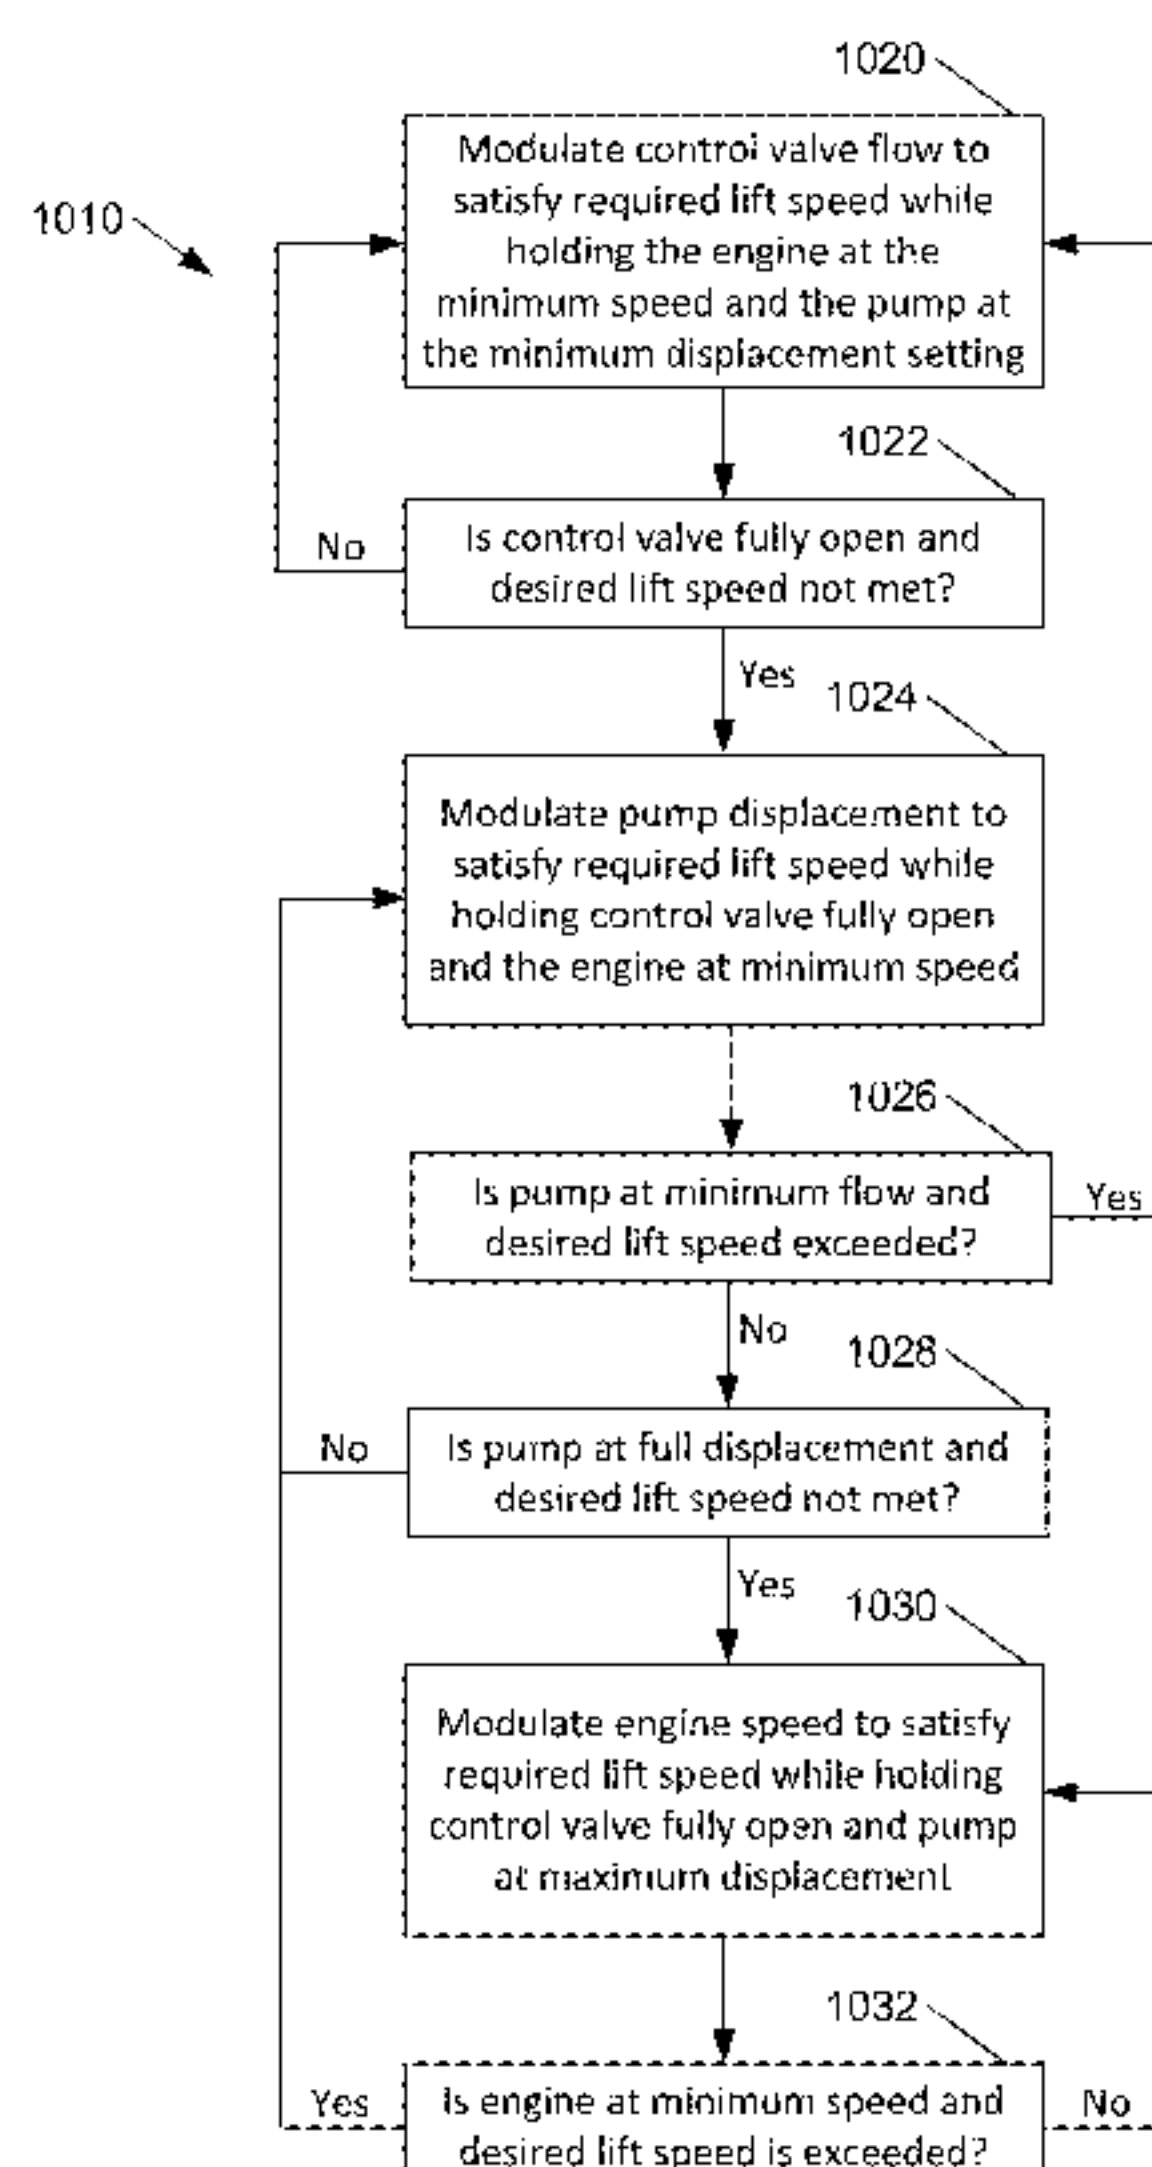 1020
1010
Modulate control valve flow to
satisfy required lift speed while
holding the engine at the
minimum speed and the pump at
the minimum displacement setting
1022
No
Is control valve fully open and
desired lift speed not met?
Yes
1024
Modulate pump displacement to
satisfy required lift speed while
holding control valve fully open
and the engine at minimum speed
1026
Is pump at minimum flow and
desired lift speed exceeded?
Yes
No
1028
No
Is pump at full displacement and
desired lift speed not met?
Yes
1030
Modulate engine speed to satisfy
required lift speed while holding
control valve fully open and pump
at maximum displacement
1032
Yes
Is engine at minimum speed and
desired lift speed is exceeded?
No